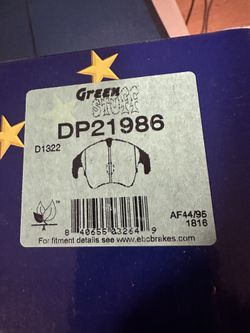 GREEN
STUFF
DP21986
D1322
AF44/95
1816
8 40655 03264 9
For fitment details see www.ebcbrakes.com